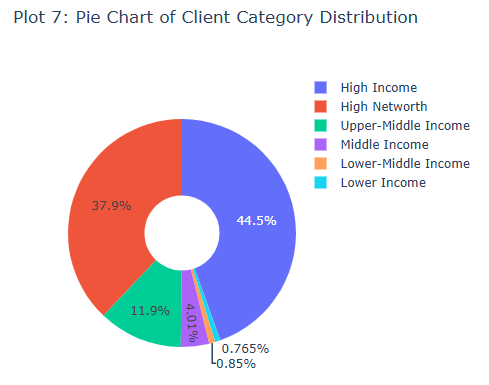 Plot 7: Pie Chart of Client Category Distribution
High Income
High Networth
Upper-Middle Income
Middle Income
Lower-Middle Income
Lower Income
37.9%
44.5%
11.9%
4.01%
0.765%
0.85%